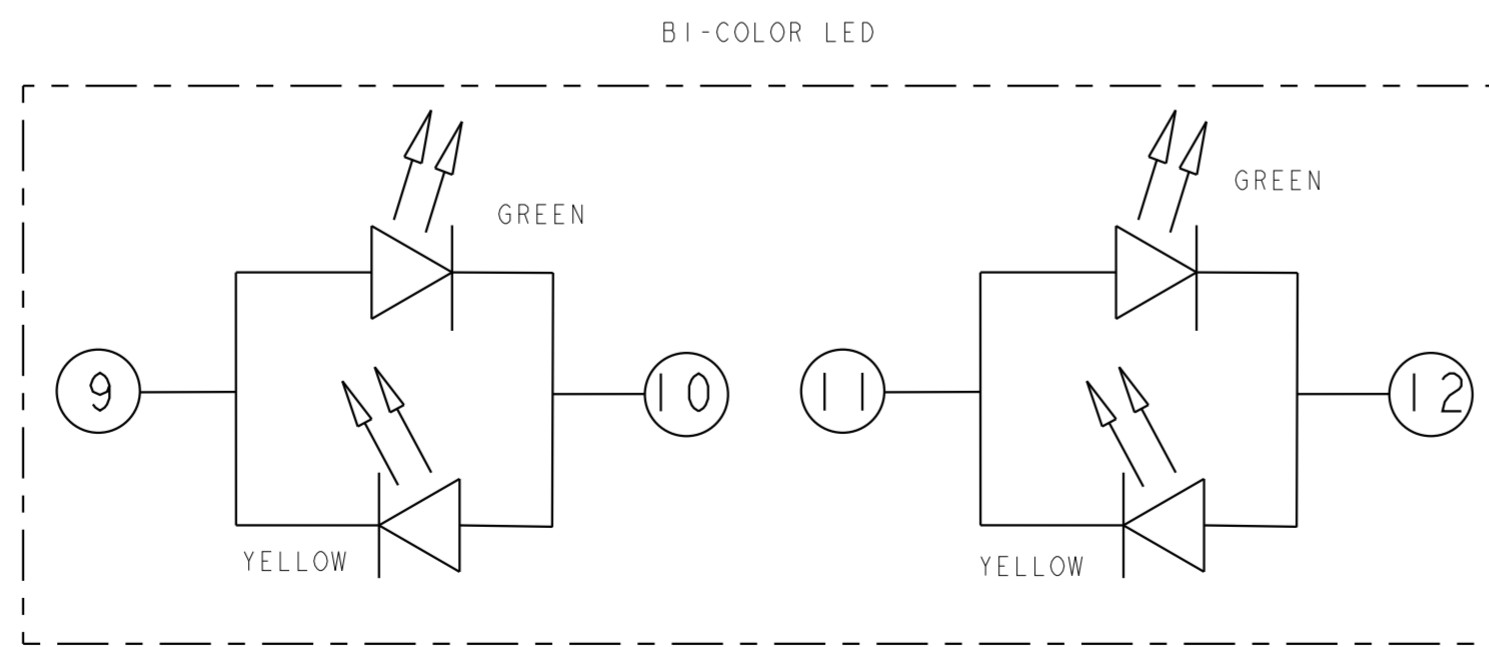 BI-COLOR LED
GREEN
GREEN
9
10
11
12
YELLOW
YELLOW